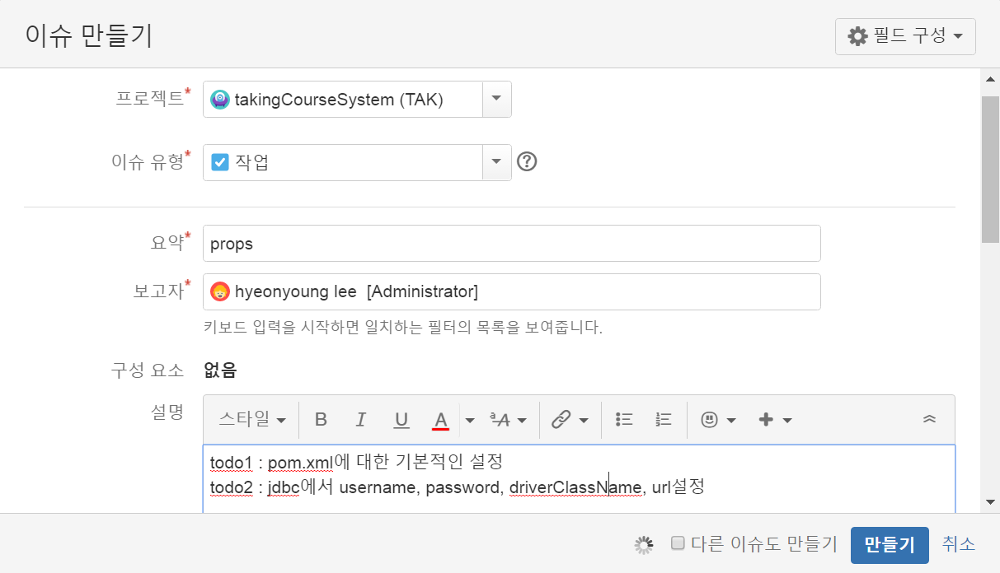 이슈 만들기
필드 구성
프로젝트*
takingCourseSystem (TAK)
이슈 유형*
작업
요약*
props
보고자*
hyeonyoung lee [Administrator]
키보드 입력을 시작하면 일치하는 필터의 목록을 보여줍니다.
구성 요소
없음
설명
스타일 B I U A ªA
todo1 : pom.xml에 대한 기본적인 설정
todo2 : jdbc에서 username, password, driverClassName, url설정
다른 이슈도 만들기 만들기 취소